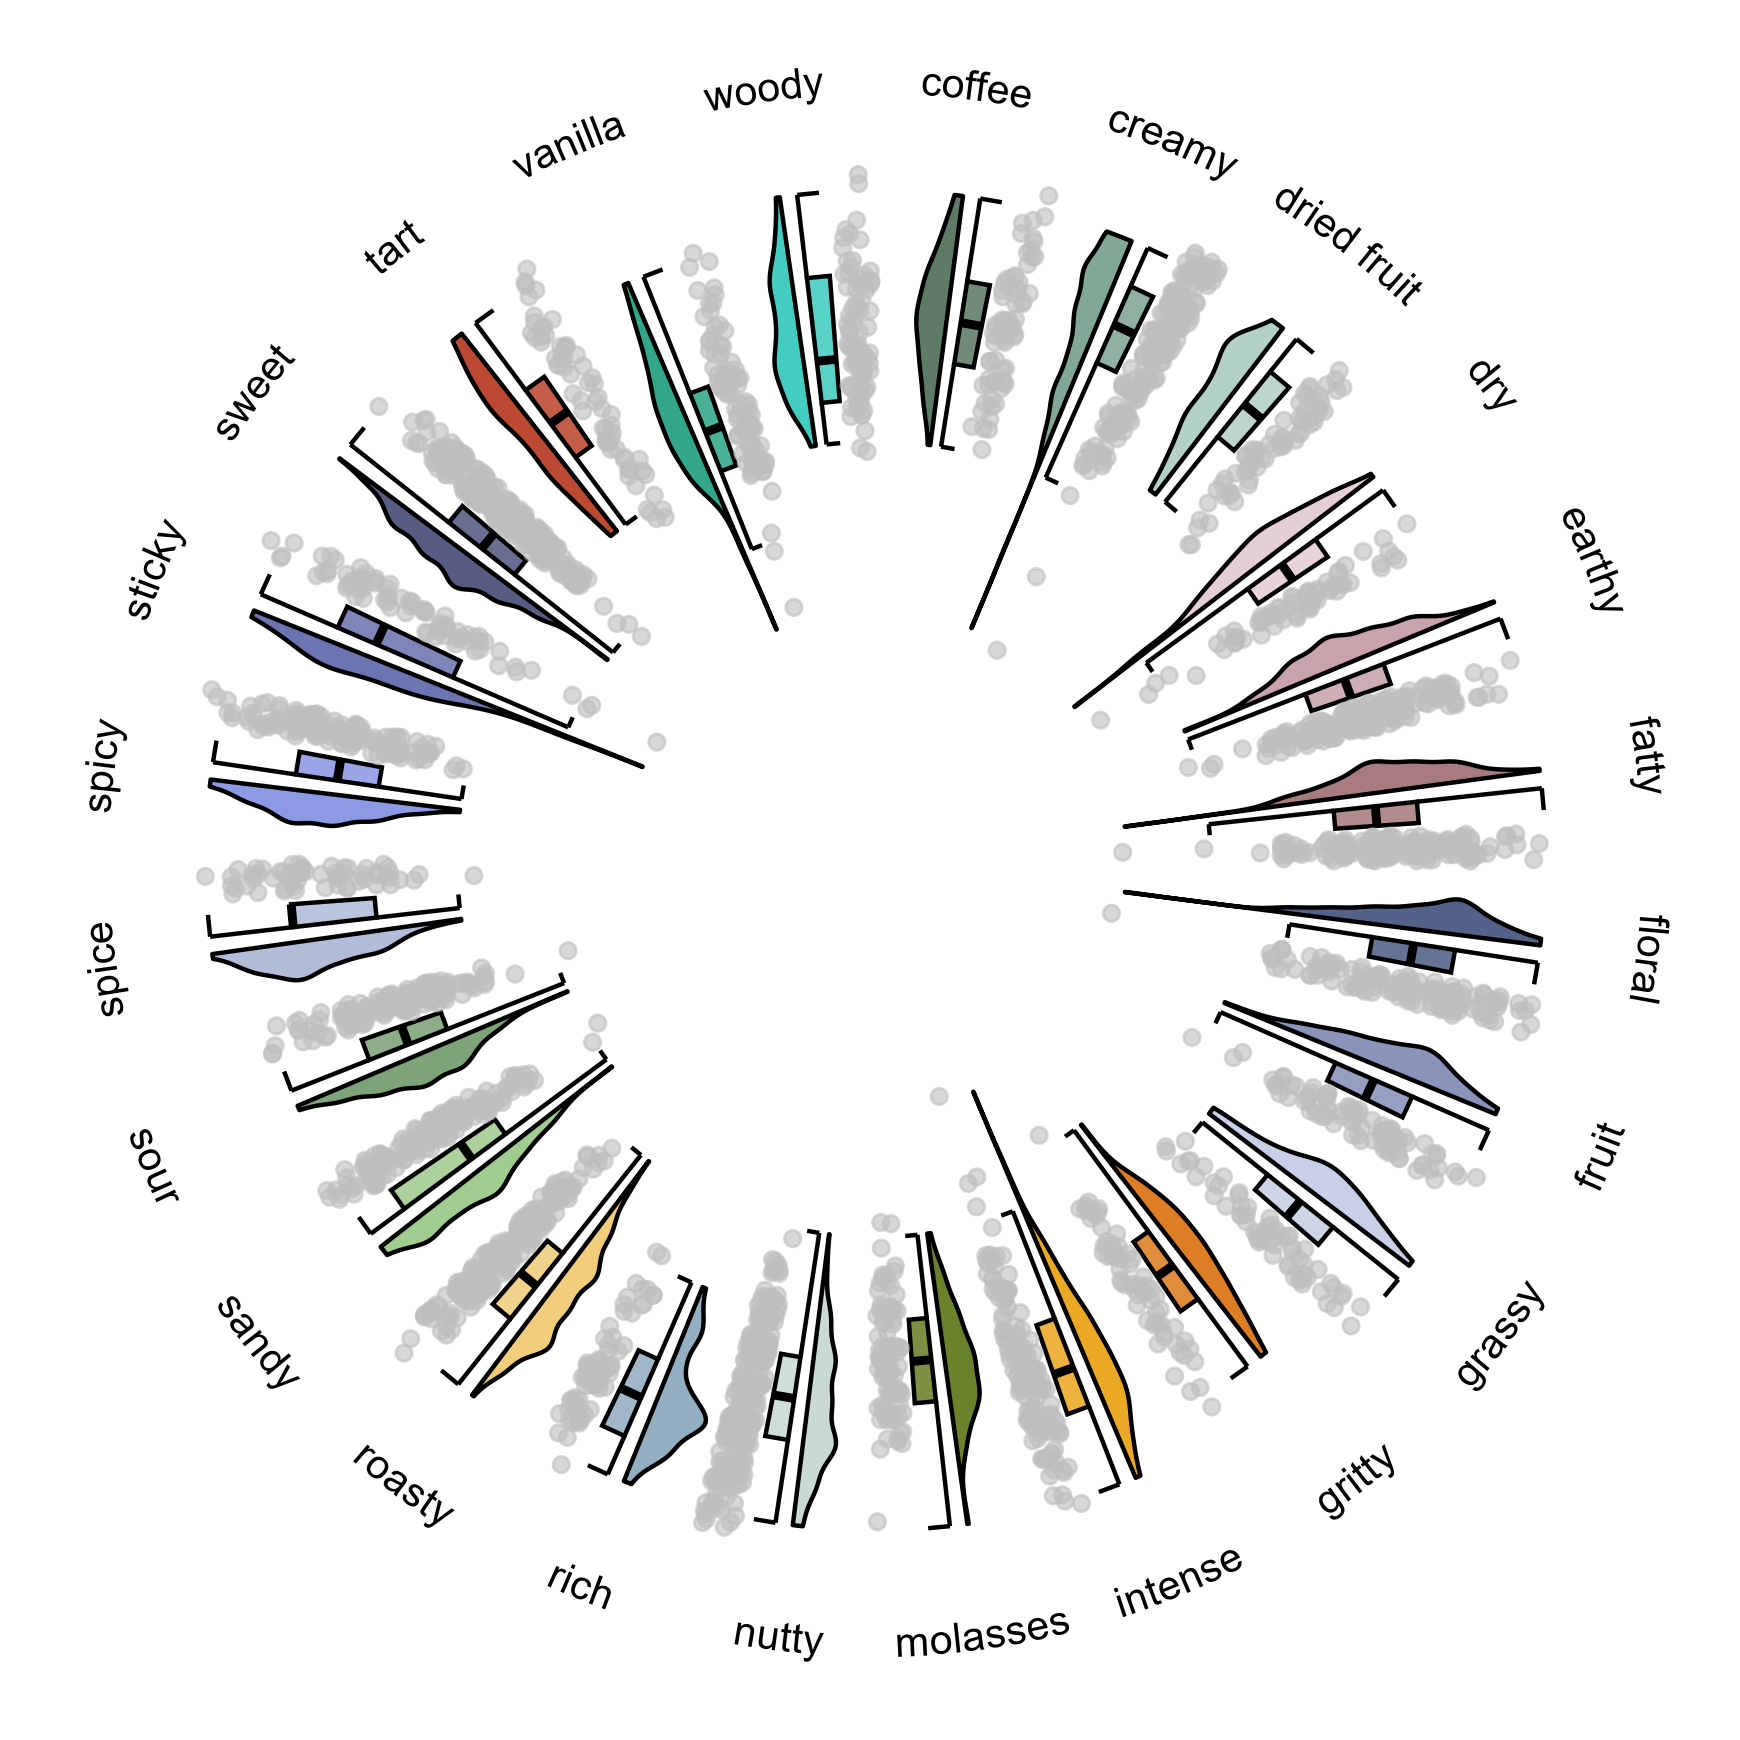 coffee
creamy
dried fruit
dry
earthy
fatty
floral
fruit
grassy
gritty
intense
molasses
nutty
rich
roasty
sandy
sour
spice
spicy
sticky
sweet
tart
vanilla
woody